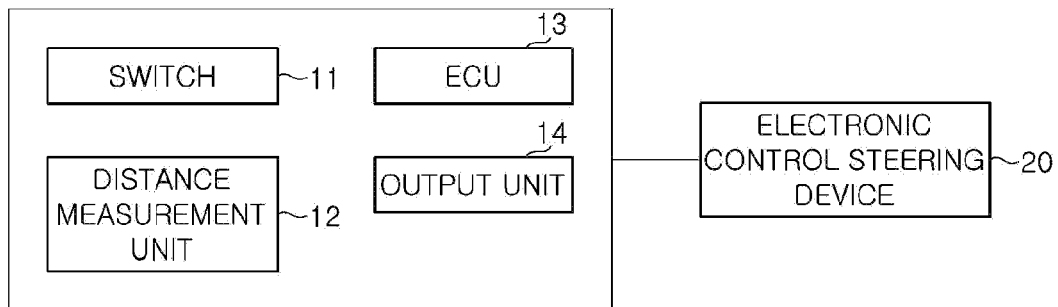 SWITCH
11
13
ECU
DISTANCE
MEASUREMENT
UNIT
12
14
OUTPUT UNIT
ELECTRONIC
CONTROL STEERING
DEVICE
20